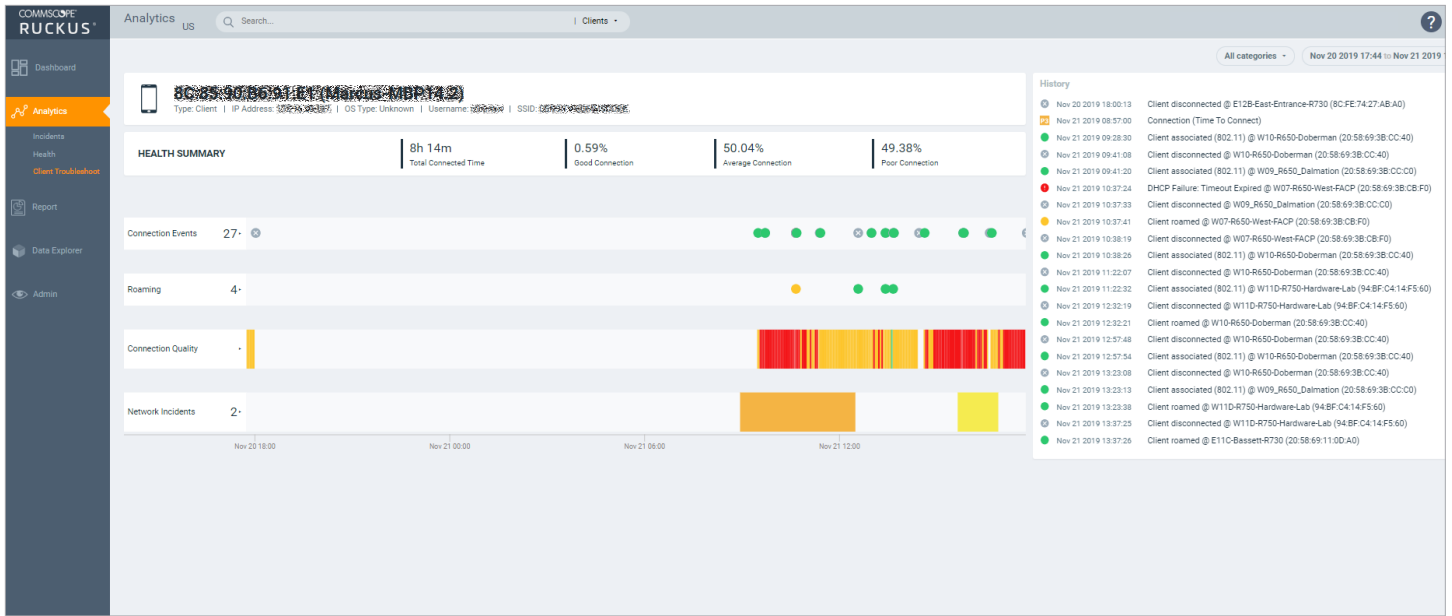 COMMSCOPE
RUCKUS
Analytics US
Search...
| Clients
Dashboard
Analytics
Incidents
Health
Client Troubleshoot
Report
Data Explorer
Admin
All categories
Nov 20 2019 17:44 to Nov 21 2019
8C:85:90:B6:91:E1 (Marcus-MBP14,2)
Type: Client | IP Address: | OS Type: Unknown | Username: | SSID:
HEALTH SUMMARY
8h 14m
Total Connected Time
0.59%
Good Connection
50.04%
Average Connection
49.38%
Poor Connection
Connection Events 27
Roaming 4
Connection Quality
Network Incidents 2
Nov 20 18:00 Nov 21 00:00 Nov 21 06:00 Nov 21 12:00
History
Nov 20 2019 18:00:13 Client disconnected @ E12B-East-Entrance-R730 (8C:FE:74:27:AB:A0)
P3 Nov 21 2019 08:57:00 Connection (Time To Connect)
Nov 21 2019 09:28:30 Client associated (802.11) @ W10-R650-Doberman (20:58:69:3B:CC:40)
Nov 21 2019 09:41:08 Client disconnected @ W10-R650-Doberman (20:58:69:3B:CC:40)
Nov 21 2019 09:41:20 Client associated (802.11) @ W09_R650_Dalmation (20:58:69:3B:CC:C0)
Nov 21 2019 10:37:24 DHCP Failure: Timeout Expired @ W07-R650-West-FACP (20:58:69:3B:CB:F0)
Nov 21 2019 10:37:33 Client disconnected @ W09_R650_Dalmation (20:58:69:3B:CC:C0)
Nov 21 2019 10:37:41 Client roamed @ W07-R650-West-FACP (20:58:69:3B:CB:F0)
Nov 21 2019 10:38:19 Client disconnected @ W07-R650-West-FACP (20:58:69:3B:CB:F0)
Nov 21 2019 10:38:26 Client associated (802.11) @ W10-R650-Doberman (20:58:69:3B:CC:40)
Nov 21 2019 11:22:07 Client disconnected @ W10-R650-Doberman (20:58:69:3B:CC:40)
Nov 21 2019 11:22:32 Client associated (802.11) @ W11D-R750-Hardware-Lab (94:BF:C4:14:F5:60)
Nov 21 2019 12:32:19 Client disconnected @ W11D-R750-Hardware-Lab (94:BF:C4:14:F5:60)
Nov 21 2019 12:32:21 Client roamed @ W10-R650-Doberman (20:58:69:3B:CC:40)
Nov 21 2019 12:57:48 Client disconnected @ W10-R650-Doberman (20:58:69:3B:CC:40)
Nov 21 2019 12:57:54 Client associated (802.11) @ W10-R650-Doberman (20:58:69:3B:CC:40)
Nov 21 2019 13:23:08 Client disconnected @ W10-R650-Doberman (20:58:69:3B:CC:40)
Nov 21 2019 13:23:13 Client associated (802.11) @ W09_R650_Dalmation (20:58:69:3B:CC:C0)
Nov 21 2019 13:23:38 Client roamed @ W11D-R750-Hardware-Lab (94:BF:C4:14:F5:60)
Nov 21 2019 13:37:25 Client disconnected @ W11D-R750-Hardware-Lab (94:BF:C4:14:F5:60)
Nov 21 2019 13:37:26 Client roamed @ E11C-Bassett-R730 (20:58:69:11:0D:A0)